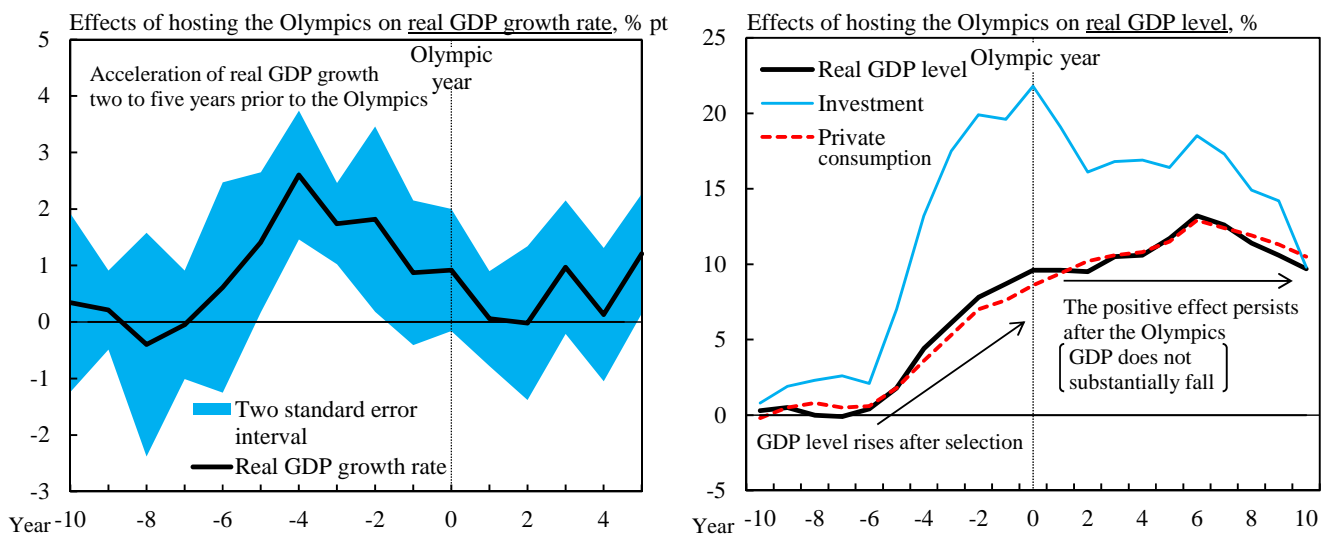 Effects of hosting the Olympics on real GDP growth rate, % pt
5
4
3
2
1
0
-1
-2
-3
Olympic
year
Acceleration of real GDP growth
two to five years prior to the Olympics
Two standard error
interval
Real GDP growth rate
Year -10 -8 -6 -4 -2 0 2 4
Effects of hosting the Olympics on real GDP level, %
25
20
15
10
5
0
-5
Olympic year
Real GDP level
Investment
Private
consumption
The positive effect persists
after the Olympics
GDP does not
substantially fall
GDP level rises after selection
Year -10 -8 -6 -4 -2 0 2 4 6 8 10